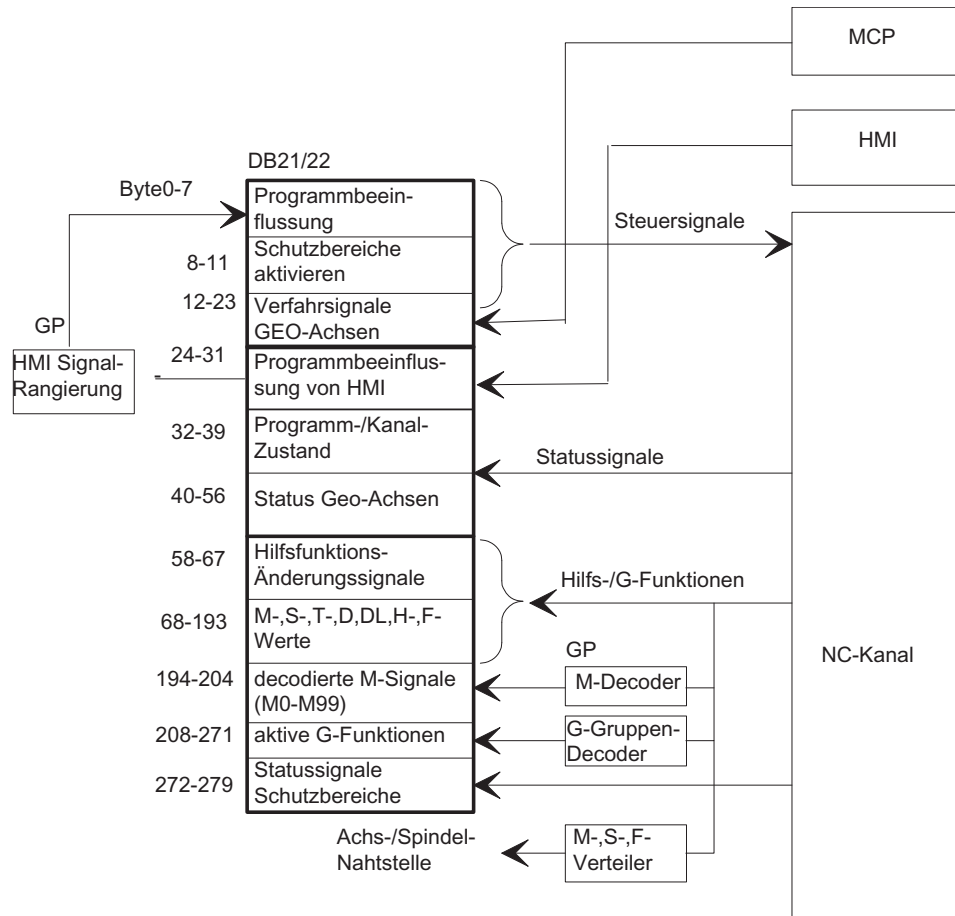 MCP
HMI
DB21/22
Byte0-7
Programmbeein-
flussung
Steuersignale
8-11
Schutzbereiche
aktivieren
12-23
Verfahrsignale
GEO-Achsen
GP
HMI Signal-
Rangierung
24-31
Programmbeeinflus-
sung von HMI
32-39
Programm-/Kanal-
Zustand
Statussignale
40-56
Status Geo-Achsen
58-67
Hilfsfunktions-
Änderungssignale
Hilfs-/G-Funktionen
68-193
M-,S-,T-,D,DL,H-,F-
Werte
NC-Kanal
GP
194-204
decodierte M-Signale
(M0-M99)
M-Decoder
208-271
aktive G-Funktionen
G-Gruppen-
Decoder
272-279
Statussignale
Schutzbereiche
Achs-/Spindel-
Nahtstelle
M-,S-,F-
Verteiler